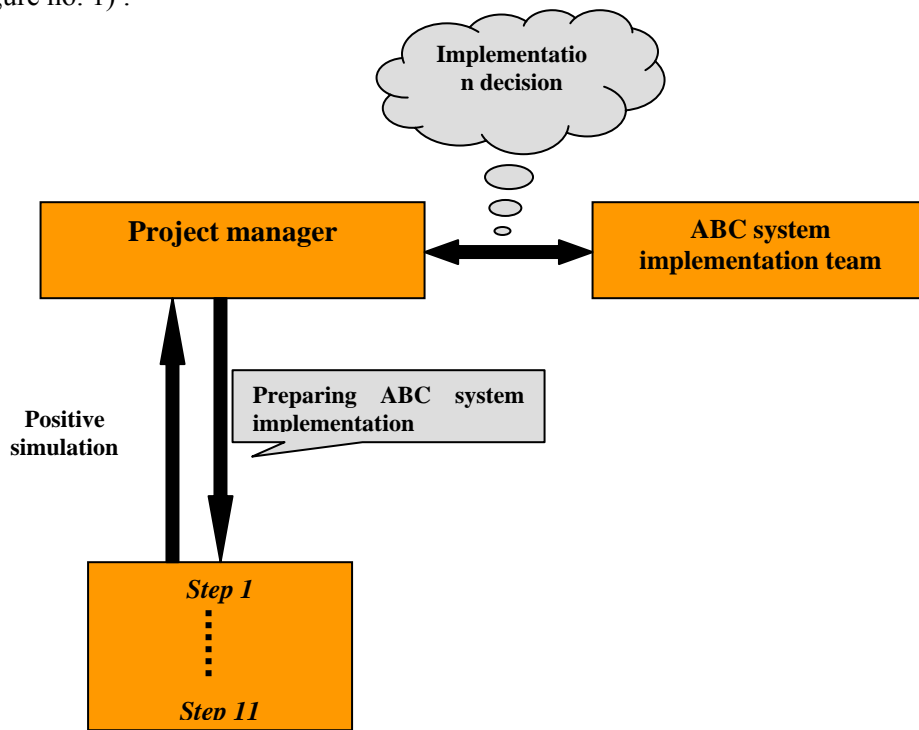 gure no. 1) .
Implementatio
n decision
Project manager
ABC system
implementation team
Preparing ABC system
implementation
Positive
simulation
Step 1
Step 11